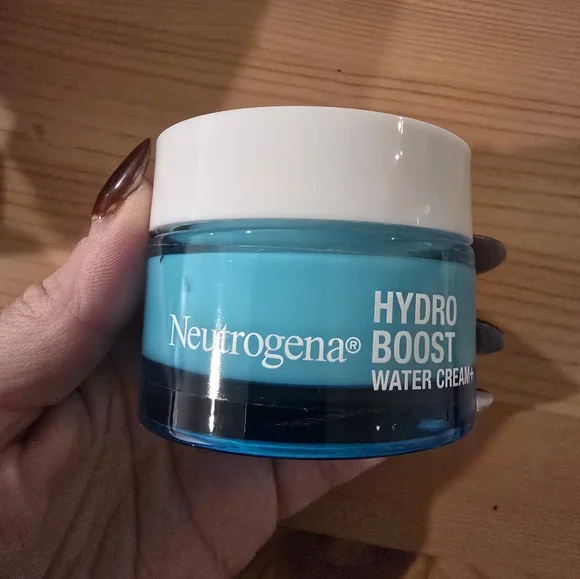 Neutrogena®
HYDRO
BOOST
WATER CREAM+